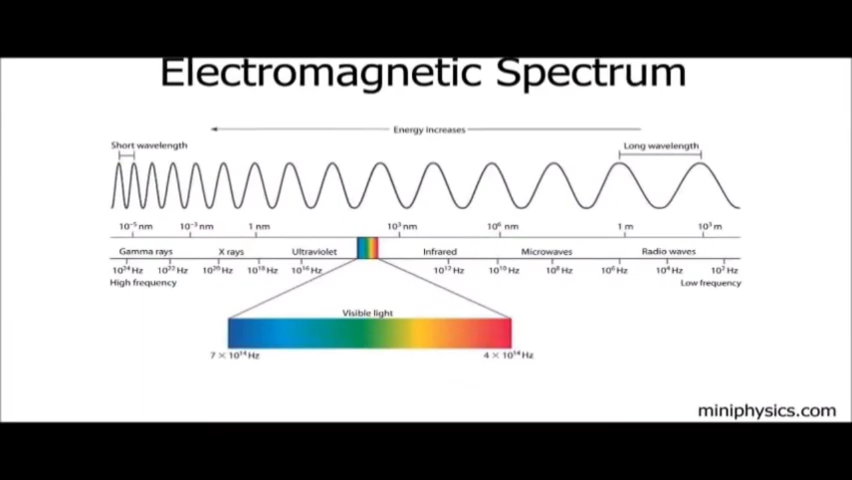 Electromagnetic Spectrum
Energy increases
Short wavelength
Long wavelength
10⁻⁵ nm 10⁻³ nm 1 nm 10³ nm 10⁶ nm 1 m 10³ m
Gamma rays X rays Ultraviolet Infrared Microwaves Radio waves
10²⁴ Hz 10²² Hz 10²⁰ Hz 10¹⁸ Hz 10¹⁶ Hz 10¹² Hz 10¹⁰ Hz 10⁸ Hz 10⁶ Hz 10⁴ Hz 10² Hz
High frequency Low frequency
Visible light
7 × 10¹⁴ Hz 4 × 10¹⁴ Hz
miniphysics.com